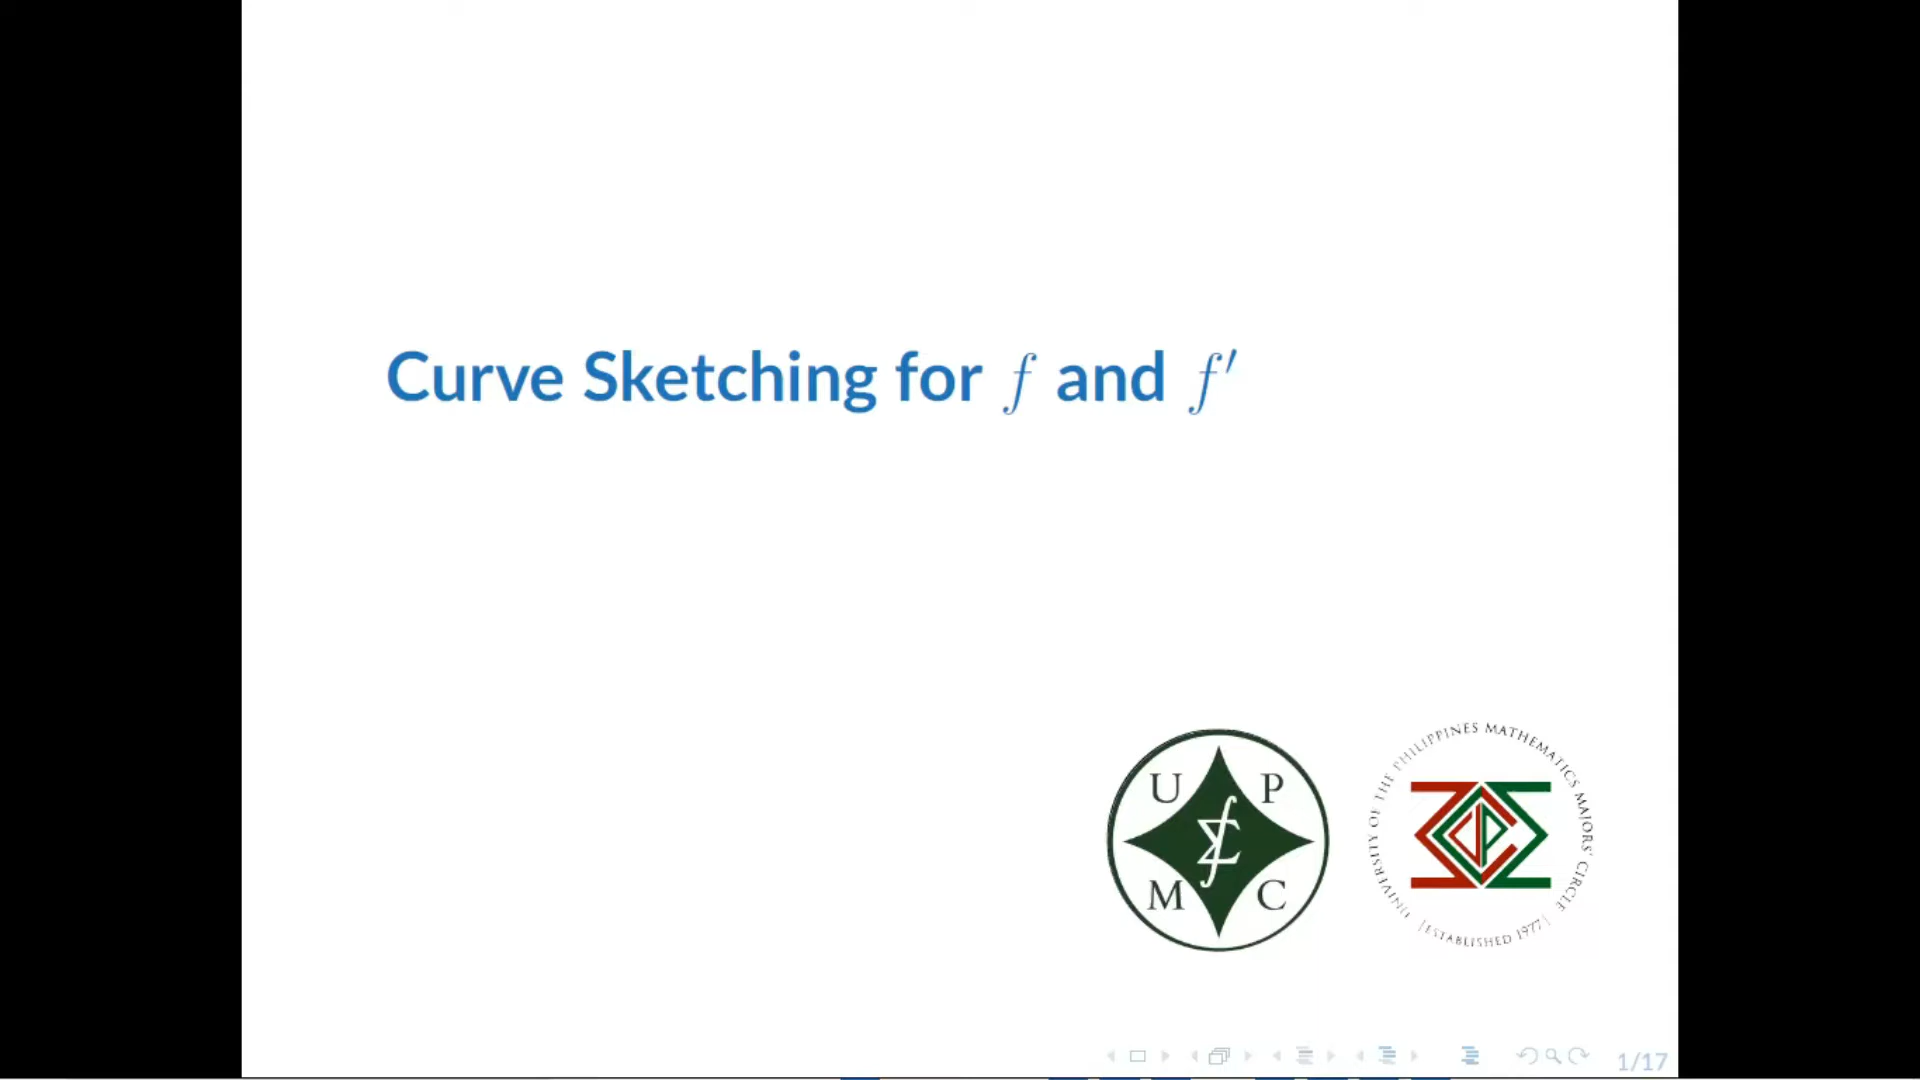 Curve Sketching for f and f′
U P
M C
UNIVERSITY OF THE PHILIPPINES MATHEMATICS MAJORS' CIRCLE
|ESTABLISHED 1977|
1/17